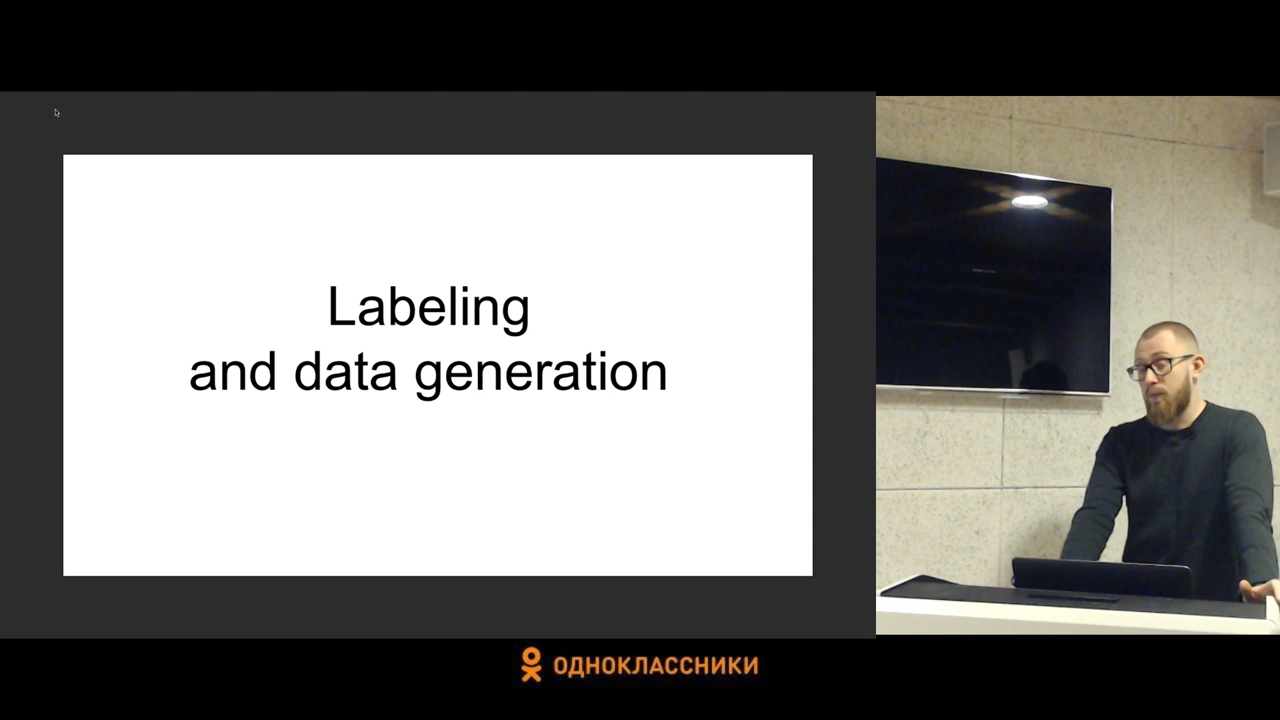 Labeling
and data generation
ОДНОКЛАССНИКИ